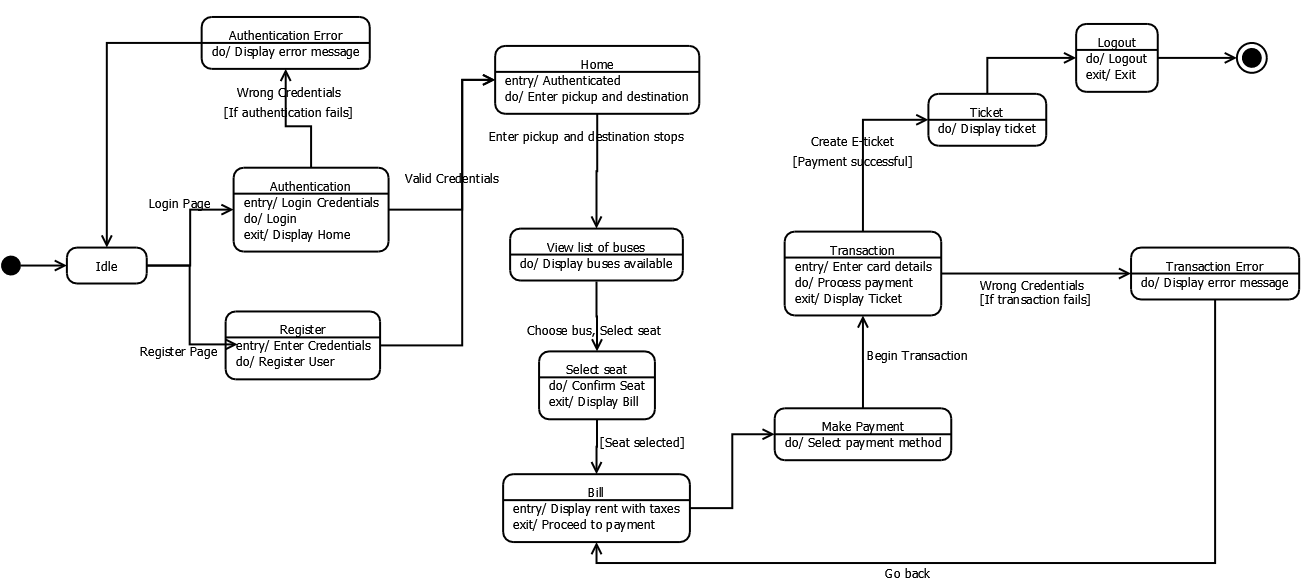 Authentication Error
do/ Display error message
Wrong Credentials
[If authentication fails]
Authentication
entry/ Login Credentials
do/ Login
exit/ Display Home
Login Page
Idle
Register Page
Register
entry/ Enter Credentials
do/ Register User
Valid Credentials
Home
entry/ Authenticated
do/ Enter pickup and destination
Enter pickup and destination stops
View list of buses
do/ Display buses available
Choose bus, Select seat
Select seat
do/ Confirm Seat
exit/ Display Bill
[Seat selected]
Bill
entry/ Display rent with taxes
exit/ Proceed to payment
Make Payment
do/ Select payment method
Begin Transaction
Transaction
entry/ Enter card details
do/ Process payment
exit/ Display Ticket
Wrong Credentials
[If transaction fails]
Transaction Error
do/ Display error message
Go back
Create E-ticket
[Payment successful]
Ticket
do/ Display ticket
Logout
do/ Logout
exit/ Exit